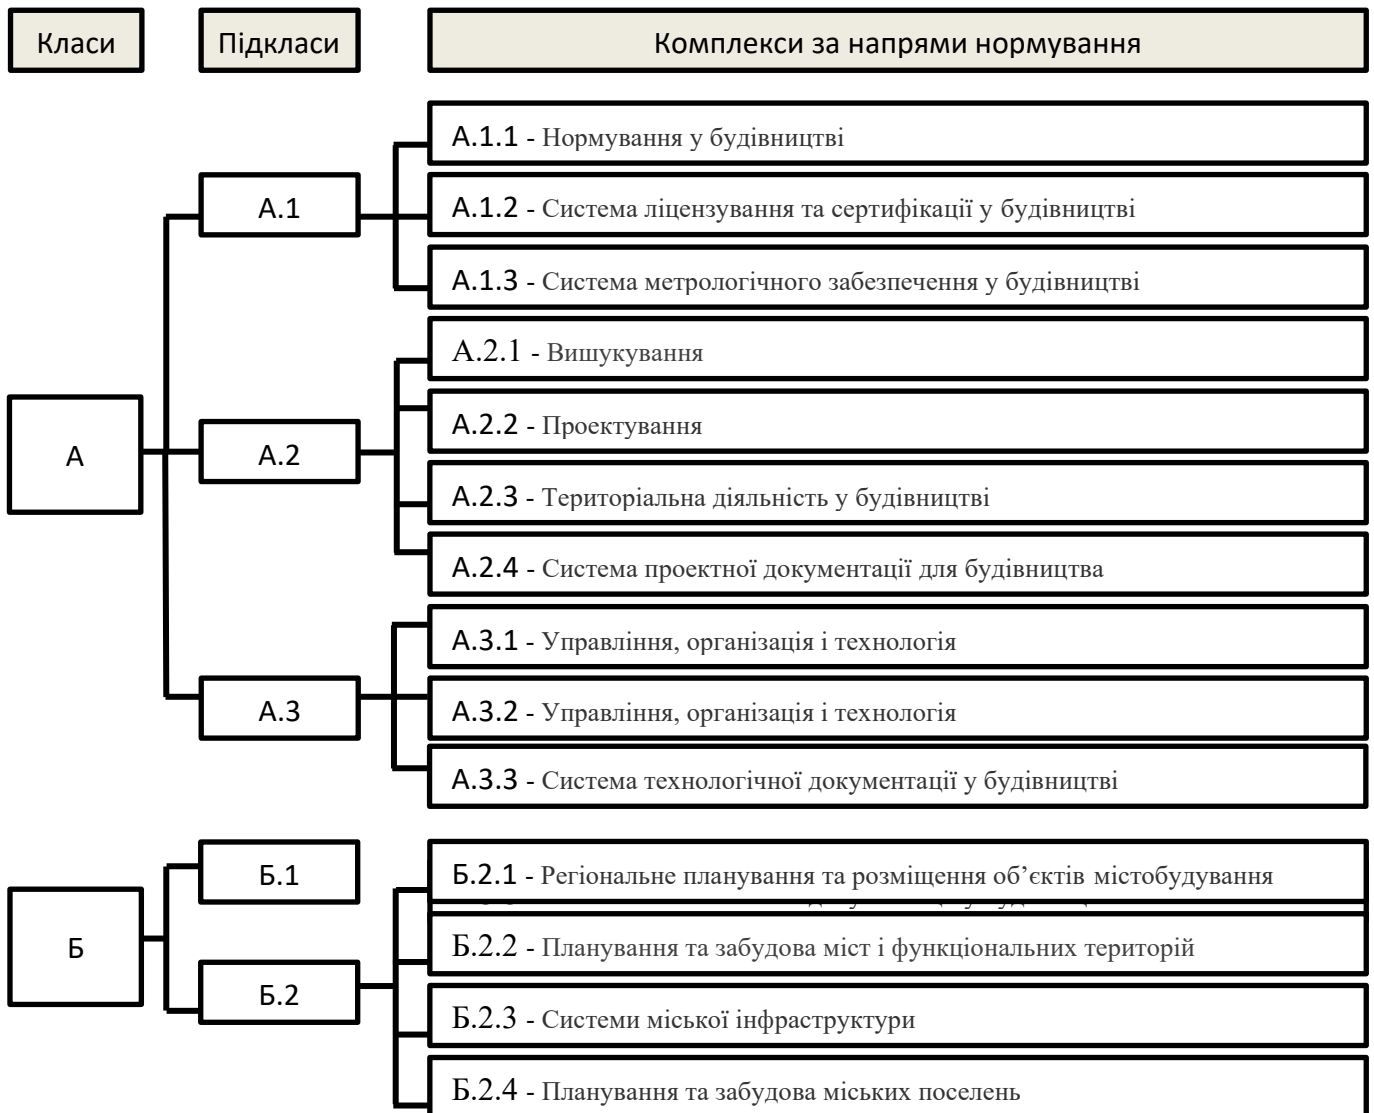 Класи
Підкласи
Комплекси за напрями нормування
А.1.1 - Нормування у будівництві
А.1
А.1.2 - Система ліцензування та сертифікації у будівництві
А.1.3 - Система метрологічного забезпечення у будівництві
А.2.1 - Вишукування
А.2.2 - Проектування
А
А.2
А.2.3 - Територіальна діяльність у будівництві
А.2.4 - Система проектної документації для будівництва
А.3.1 - Управління, організація і технологія
А.3
А.3.2 - Управління, організація і технологія
А.3.3 - Система технологічної документації у будівництві
Б.1
Б.2.1 - Регіональне планування та розміщення об’єктів містобудування
Б
Б.2.2 - Планування та забудова міст і функціональних територій
Б.2
Б.2.3 - Системи міської інфраструктури
Б.2.4 - Планування та забудова міських поселень